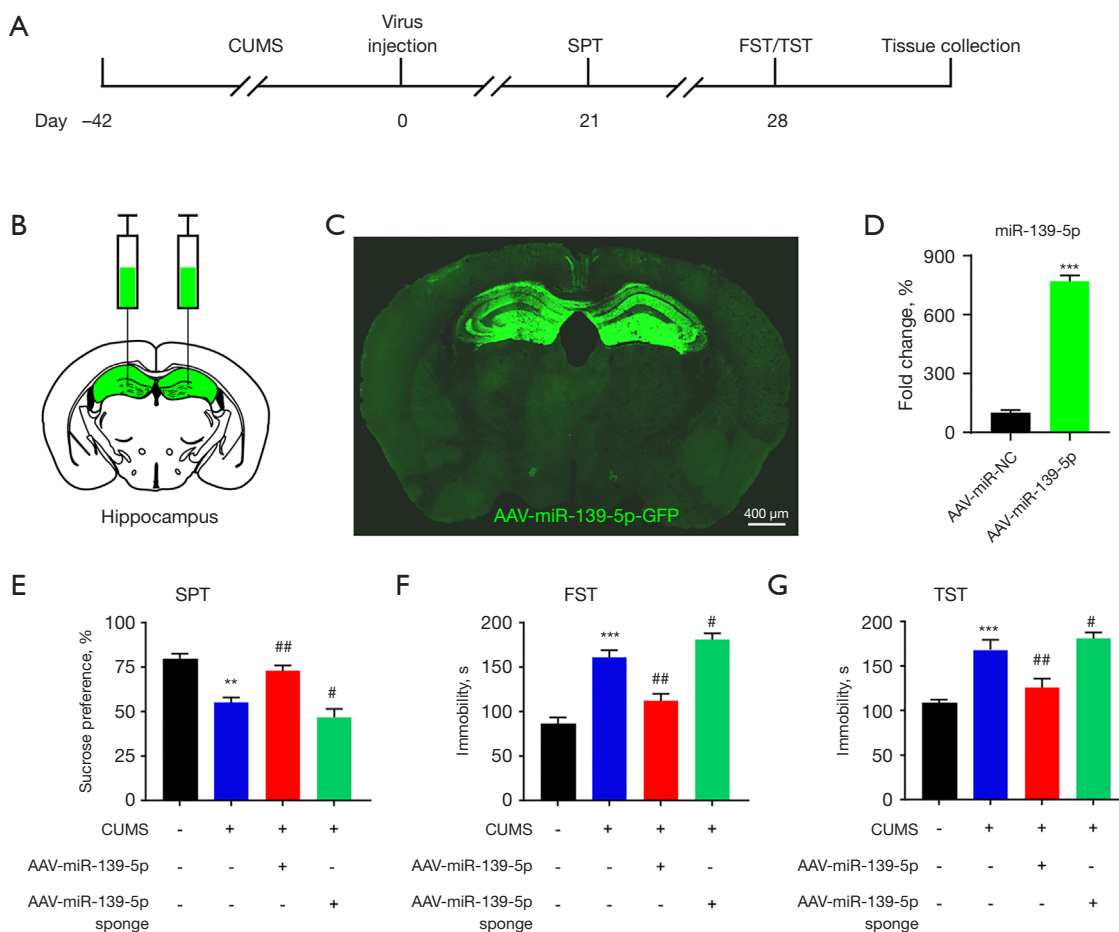 A
CUMS
Virus
injection
SPT
FST/TST
Tissue collection
Day
–42
0
21
28
B
Hippocampus
C
AAV-miR-139-5p-GFP
400 μm
D
miR-139-5p
Fold change, %
900
600
300
0
***
AAV-miR-NC
AAV-miR-139-5p
E
SPT
Sucrose preference, %
100
75
50
25
0
**
##
#
CUMS - + + +
AAV-miR-139-5p - - + -
AAV-miR-139-5p - - - +
sponge
F
FST
Immobility, s
200
150
100
50
0
***
##
#
CUMS - + + +
AAV-miR-139-5p - - + -
AAV-miR-139-5p - - - +
sponge
G
TST
Immobility, s
200
150
100
50
0
***
##
#
CUMS - + + +
AAV-miR-139-5p - - + -
AAV-miR-139-5p - - - +
sponge